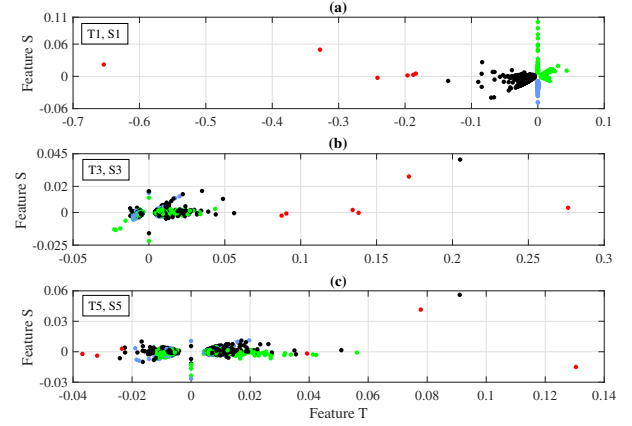 (a)
T1, S1
Feature S
0.11
0.05
0
-0.06
-0.7 -0.6 -0.5 -0.4 -0.3 -0.2 -0.1 0 0.1
(b)
T3, S3
Feature S
0.045
0.02
0
-0.025
-0.05 0 0.05 0.1 0.15 0.2 0.25 0.3
(c)
T5, S5
Feature S
0.06
0.03
0
-0.03
-0.04 -0.02 0 0.02 0.04 0.06 0.08 0.1 0.12 0.14
Feature T